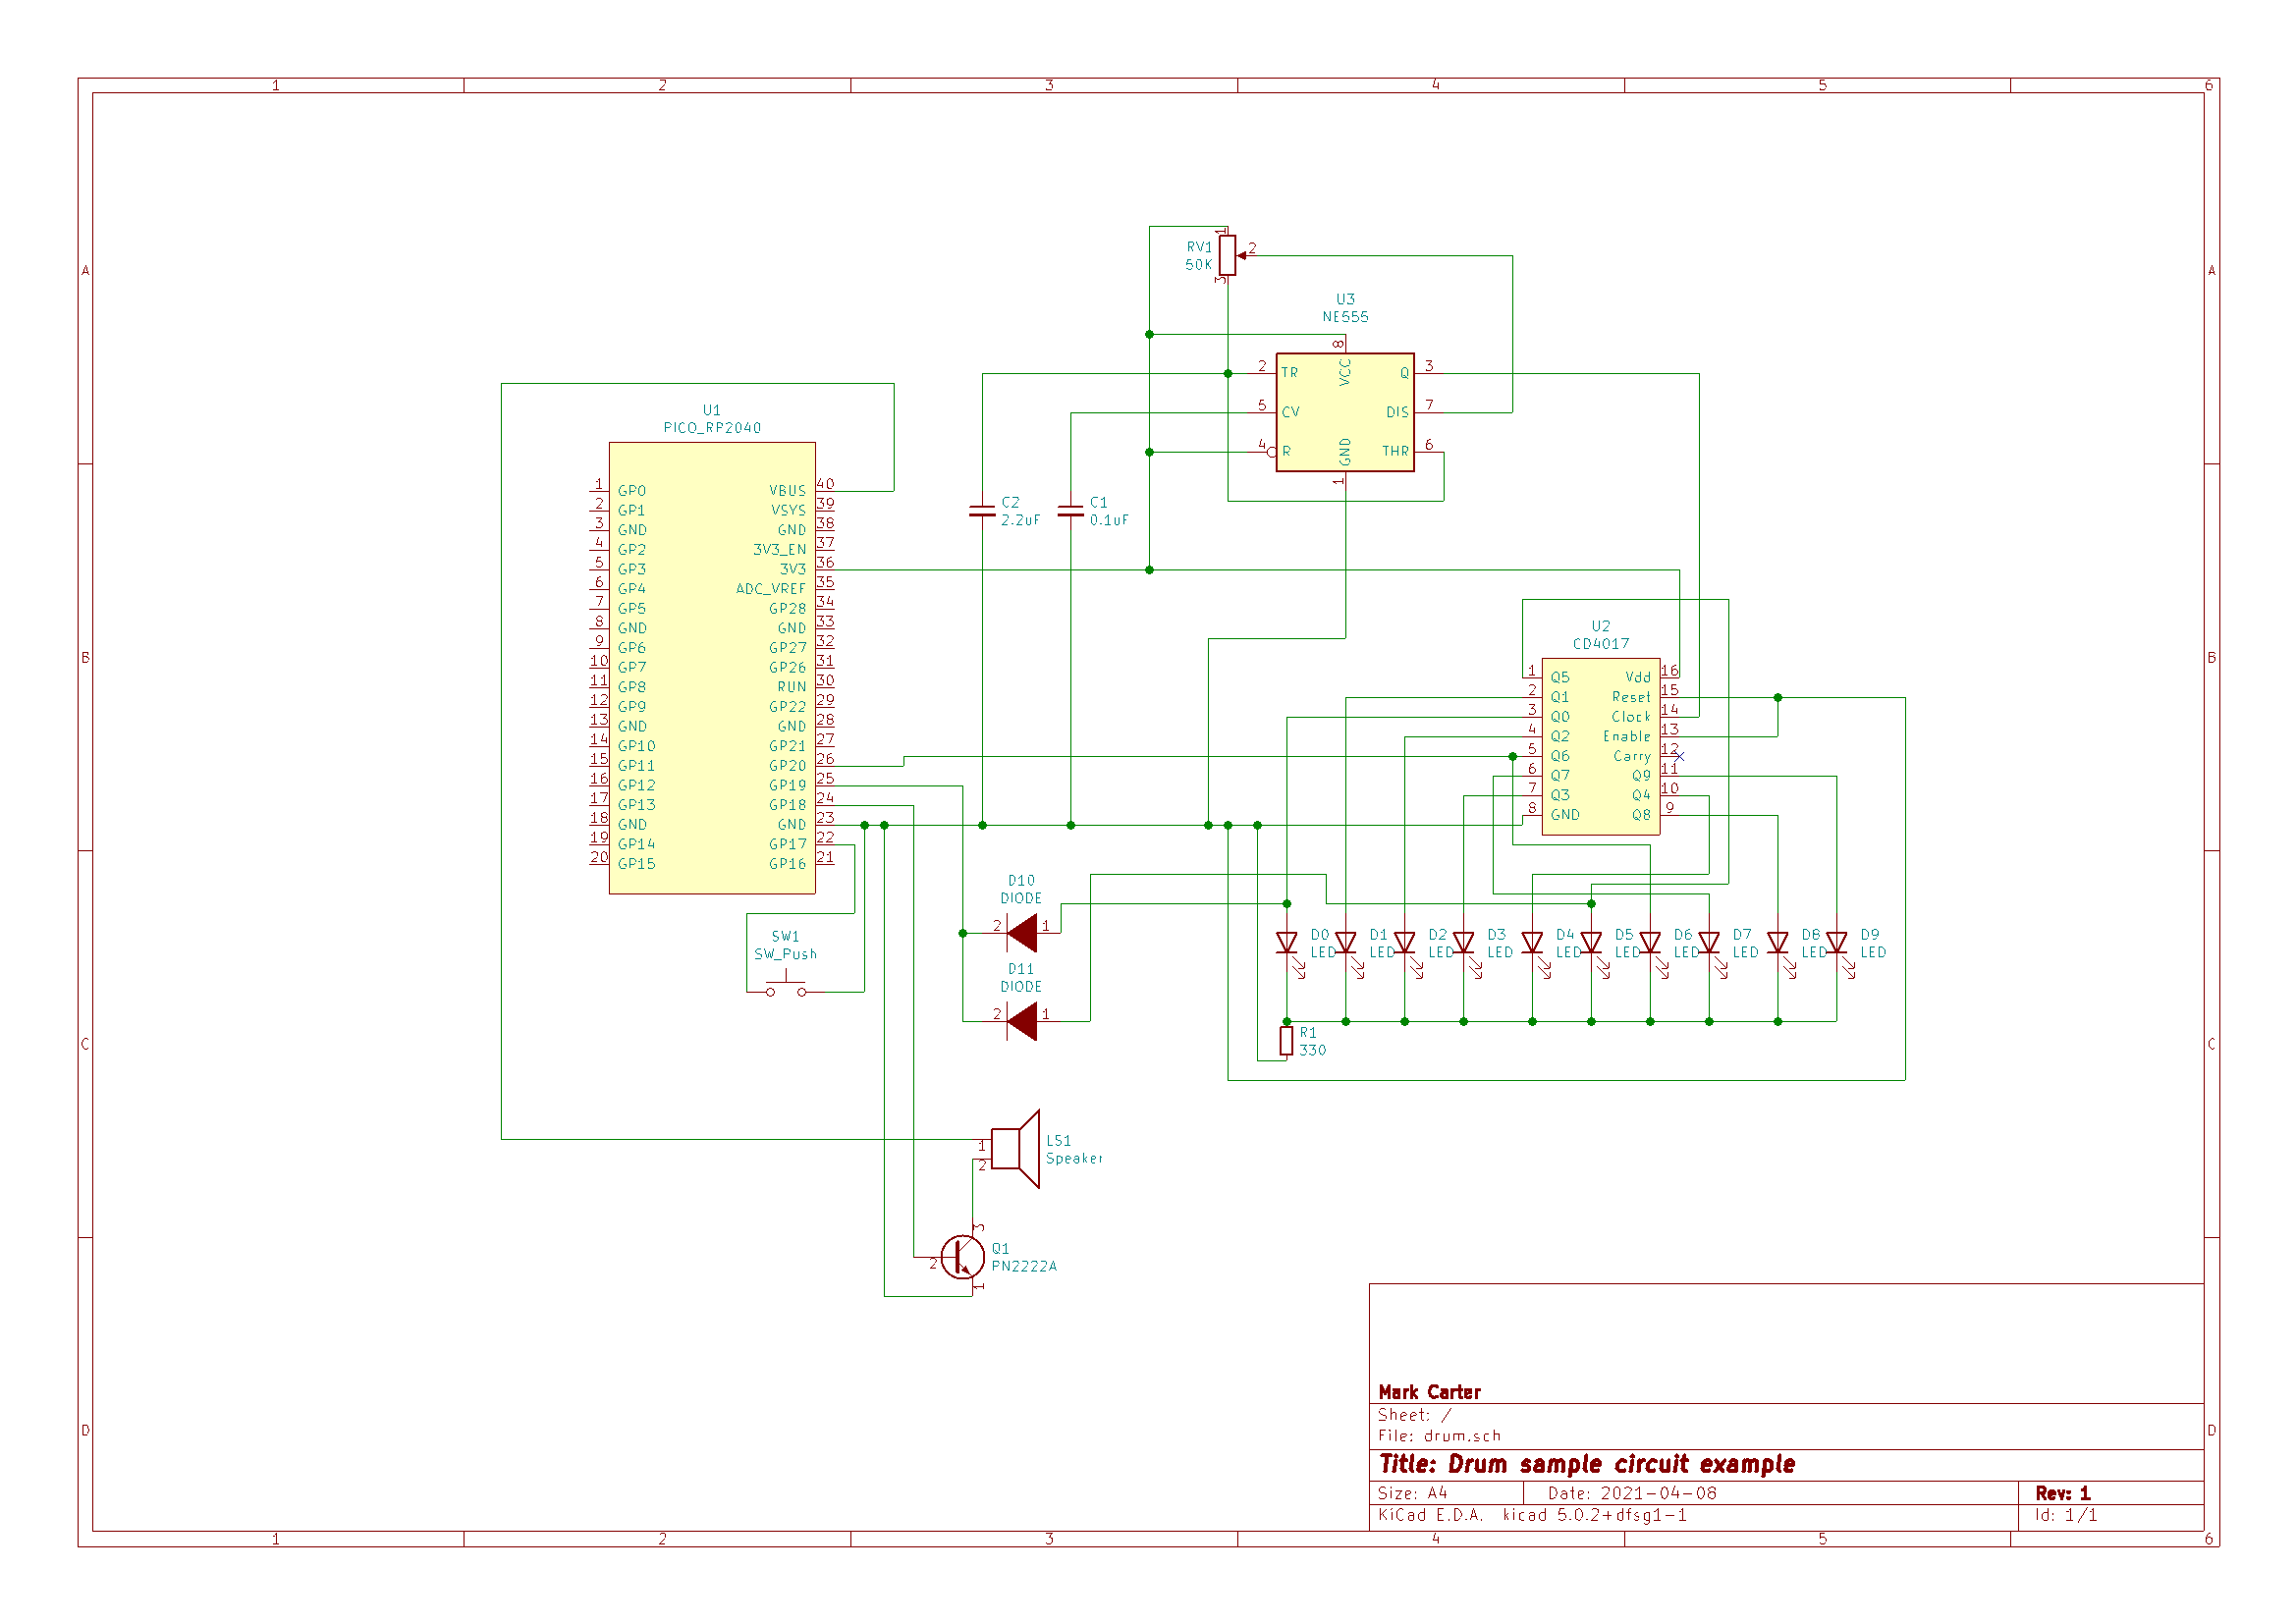 1 2 3 4 5 6
A A
RV1
50K
1
2
3
U3
NE555
8
2 TR VCC Q 3
5 CV DIS 7
4 R GND THR 6
1
U1
PICO_RP2040
1 GP0 VBUS 40
2 GP1 VSYS 39
3 GND GND 38
4 GP2 3V3_EN 37
5 GP3 3V3 36
6 GP4 ADC_VREF 35
7 GP5 GP28 34
8 GND GND 33
9 GP6 GP27 32
10 GP7 GP26 31
11 GP8 RUN 30
12 GP9 GP22 29
13 GND GND 28
14 GP10 GP21 27
15 GP11 GP20 26
16 GP12 GP19 25
17 GP13 GP18 24
18 GND GND 23
19 GP14 GP17 22
20 GP15 GP16 21
C2
2.2uF
C1
0.1uF
B B
U2
CD4017
1 Q5 Vdd 16
2 Q1 Reset 15
3 Q0 Clock 14
4 Q2 Enable 13
5 Q6 Carry 12
6 Q7 Q9 11
7 Q3 Q4 10
8 GND Q8 9
D10
DIODE
2 1
D11
DIODE
2 1
SW1
SW_Push
D0 D1 D2 D3 D4 D5 D6 D7 D8 D9
LED LED LED LED LED LED LED LED LED LED
R1
330
C C
LS1
Speaker
1
2
Q1
PN2222A
3
2
1
D D
Mark Carter
Sheet: /
File: drum.sch
Title: Drum sample circuit example
Size: A4 Date: 2021-04-08 Rev: 1
KiCad E.D.A. kicad 5.0.2+dfsg1-1 Id: 1/1
1 2 3 4 5 6